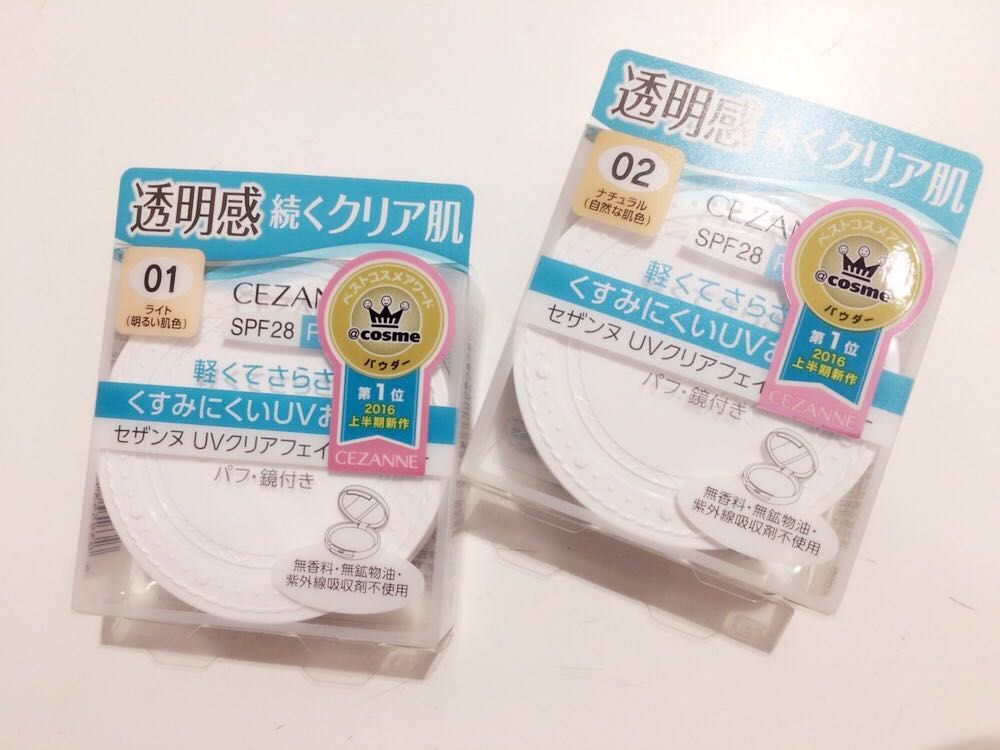 透明感 続くクリア肌
01
ライト
(明るい肌色)
CEZAN
SPF28 P
軽くてさらさ
くすみにくいUVお
セザンヌ UVクリアフェイ
パフ・鏡付き
ベストコスメアワード
@cosme
パウダー
第1位
2016
上半期新作
CEZANNE
無香料・無鉱物油・
紫外線吸収剤不使用
透明感 続くクリア肌
02
ナチュラル
(自然な肌色)
CEZAN
SPF28 P
軽くてさらさ
くすみにくいUVお
セザンヌ UVクリアフェイ
パフ・鏡付き
ベストコスメアワード
@cosme
パウダー
第1位
2016
上半期新作
CEZANNE
無香料・無鉱物油・
紫外線吸収剤不使用